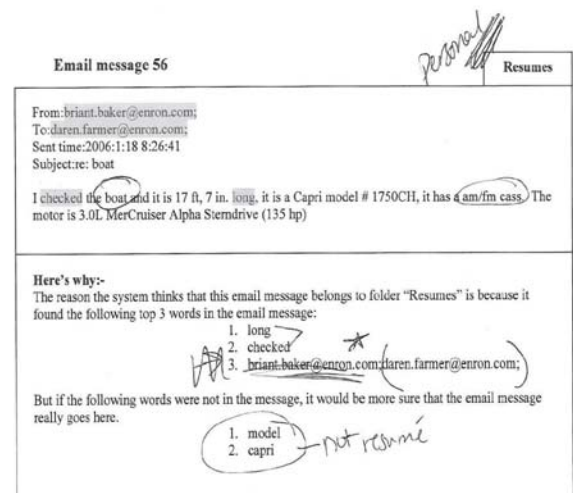 Personal
Email message 56
Resumes
From:briant.baker@enron.com;
To:daren.farmer@enron.com;
Sent time:2006:1:18 8:26:41
Subject:re: boat
I checked the boat and it is 17 ft, 7 in. long, it is a Capri model # 1750CH, it has a am/fm cass. The
motor is 3.0L MerCruiser Alpha Sterndrive (135 hp)
Here's why:-
The reason the system thinks that this email message belongs to folder "Resumes" is because it
found the following top 3 words in the email message:
1. long
2. checked
3. briant.baker@enron.com;daren.farmer@enron.com;
But if the following words were not in the message, it would be more sure that the email message
really goes here.
1. model
2. capri
not resumé